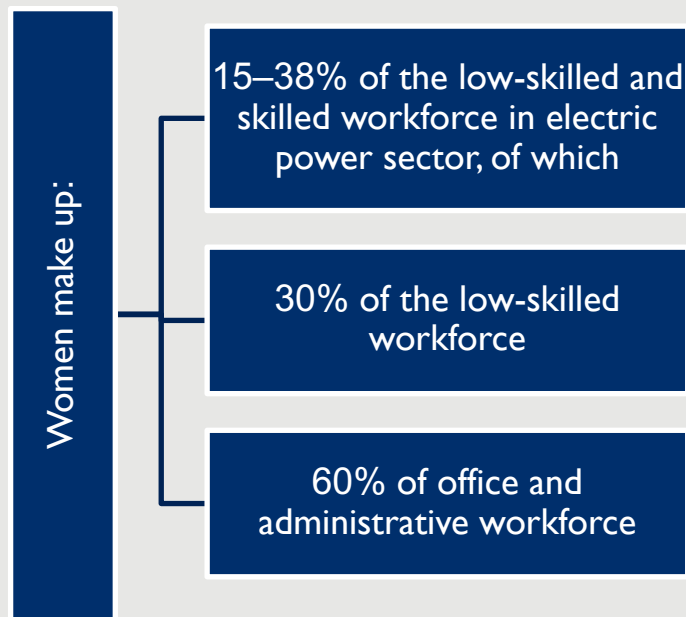 Women make up:
15–38% of the low-skilled and
skilled workforce in electric
power sector, of which
30% of the low-skilled
workforce
60% of office and
administrative workforce